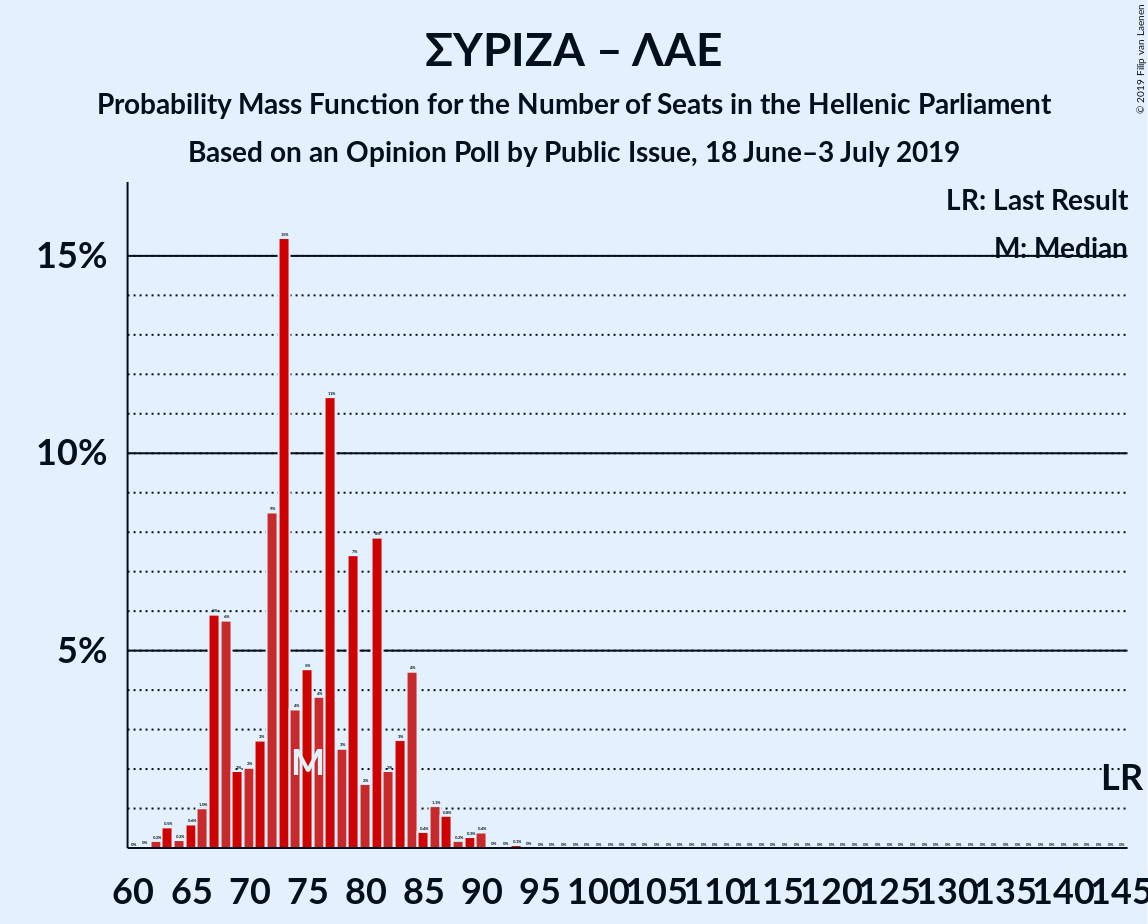 ΣΥΡΙΖΑ – ΛΑΕ
Probability Mass Function for the Number of Seats in the Hellenic Parliament
Based on an Opinion Poll by Public Issue, 18 June–3 July 2019
© 2019 Filip van Laenen
LR: Last Result
M: Median
15%
10%
5%
M
LR
60 65 70 75 80 85 90 95 100 105 110 115 120 125 130 135 140 145